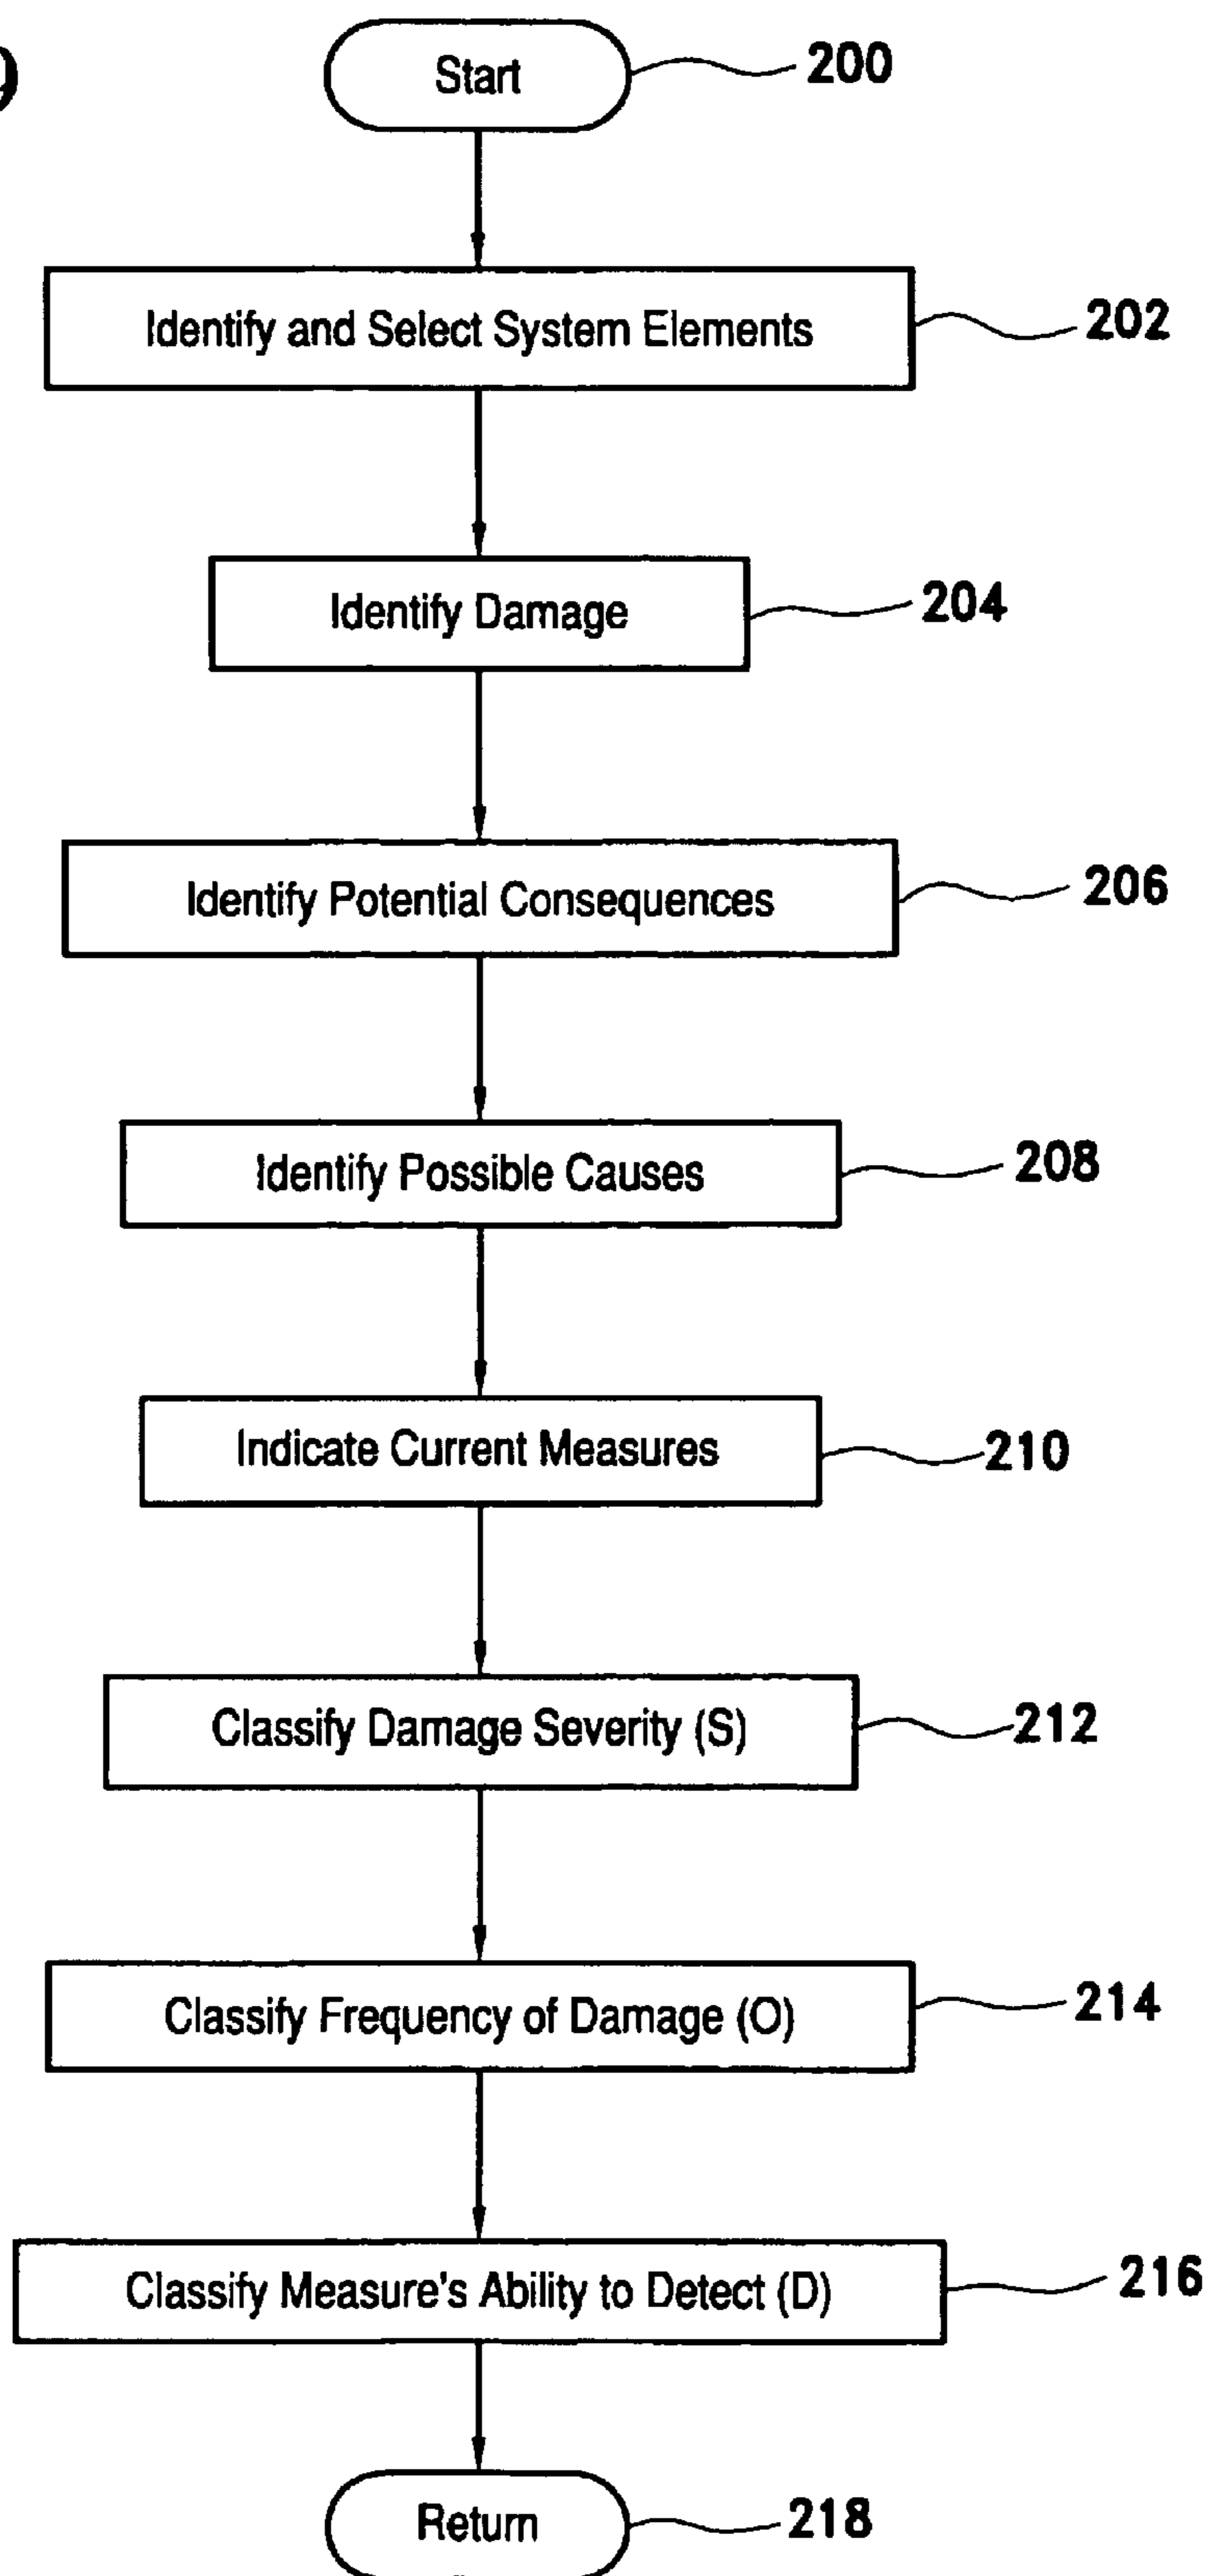 Start 200
Identify and Select System Elements 202
Identify Damage 204
Identify Potential Consequences 206
Identify Possible Causes 208
Indicate Current Measures 210
Classify Damage Severity (S) 212
Classify Frequency of Damage (O) 214
Classify Measure's Ability to Detect (D) 216
Return 218